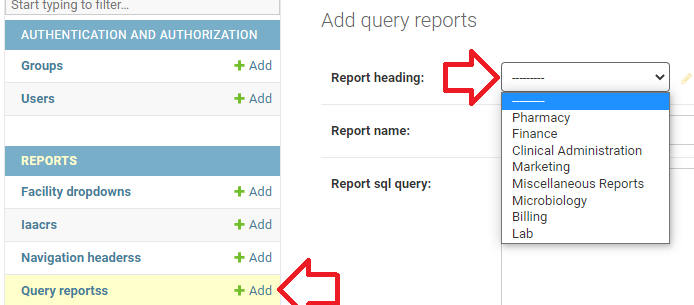 Start typing to filter...
AUTHENTICATION AND AUTHORIZATION
Groups + Add
Users + Add
REPORTS
Facility dropdowns + Add
Iaacrs + Add
Navigation headerss + Add
Query reportss + Add
Add query reports
Report heading: ---------
---------
Pharmacy
Finance
Clinical Administration
Marketing
Miscellaneous Reports
Microbiology
Billing
Lab
Report name:
Report sql query: